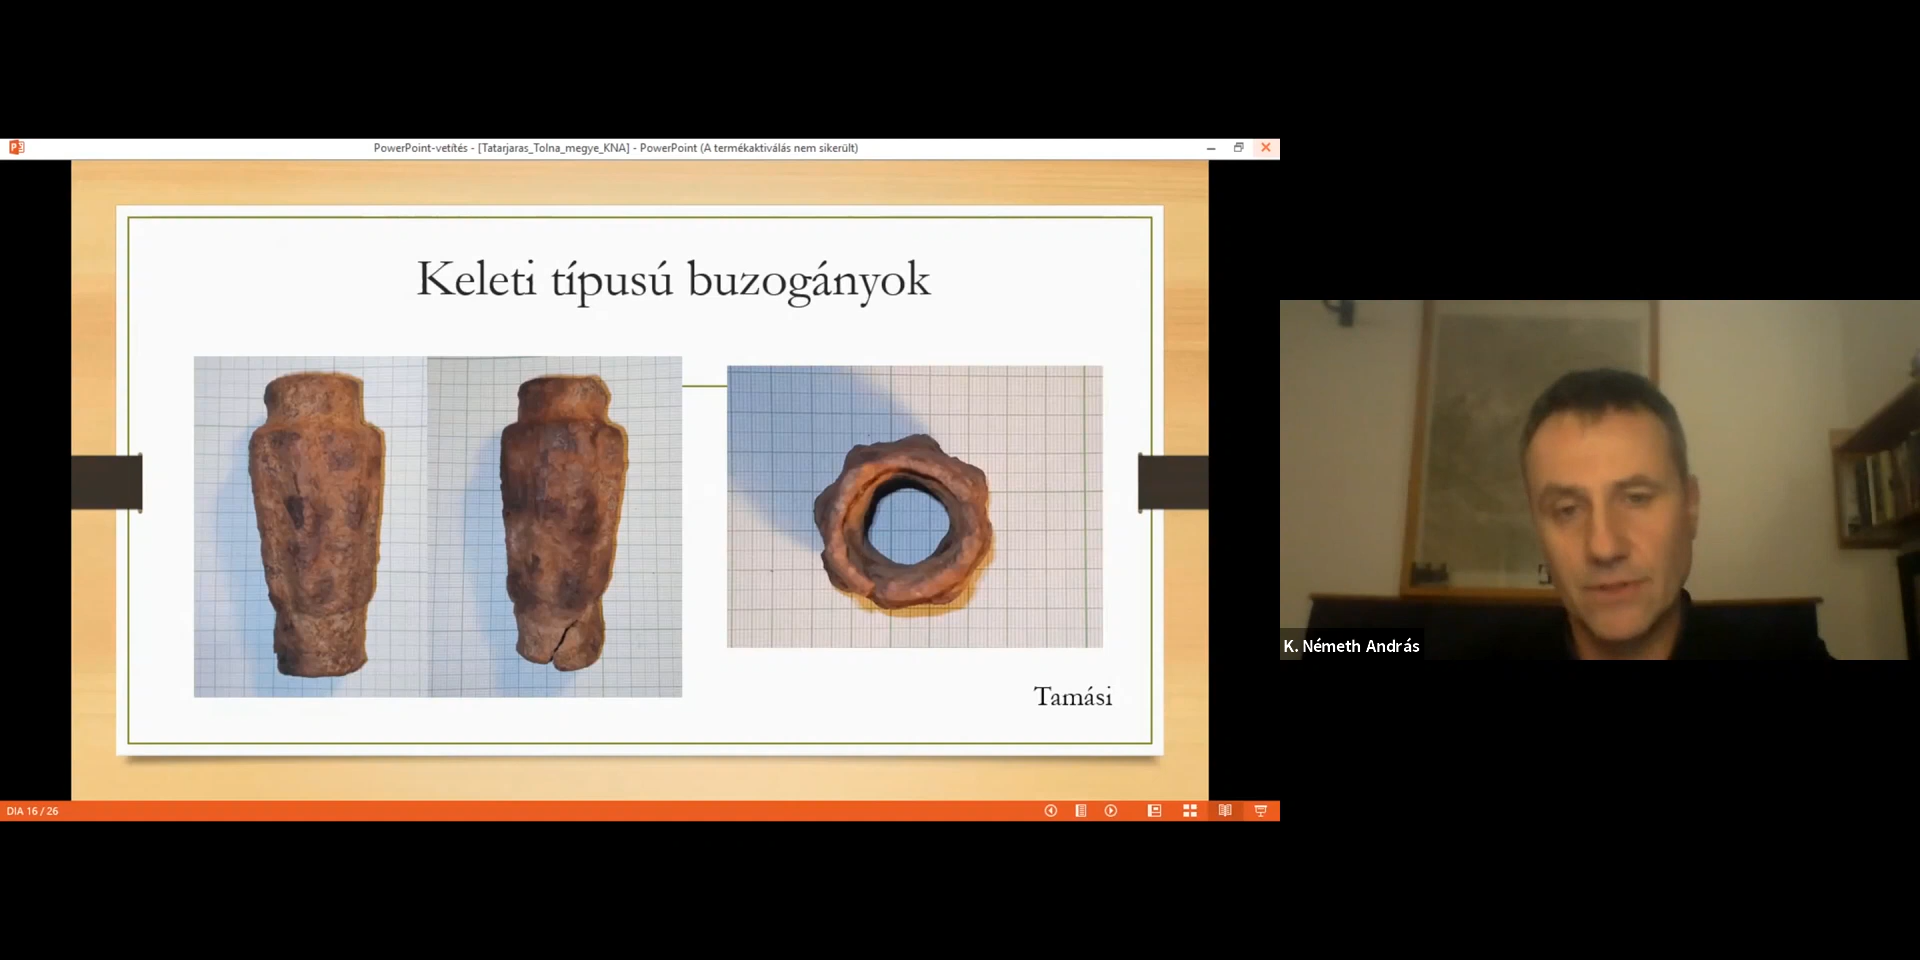 PowerPoint-vetítés - [Tatarjaras_Tolna_megye_KNA] - PowerPoint (A termékaktiválás nem sikerült)
Keleti típusú buzogányok
Tamási
K. Németh András
DIA 16 / 26